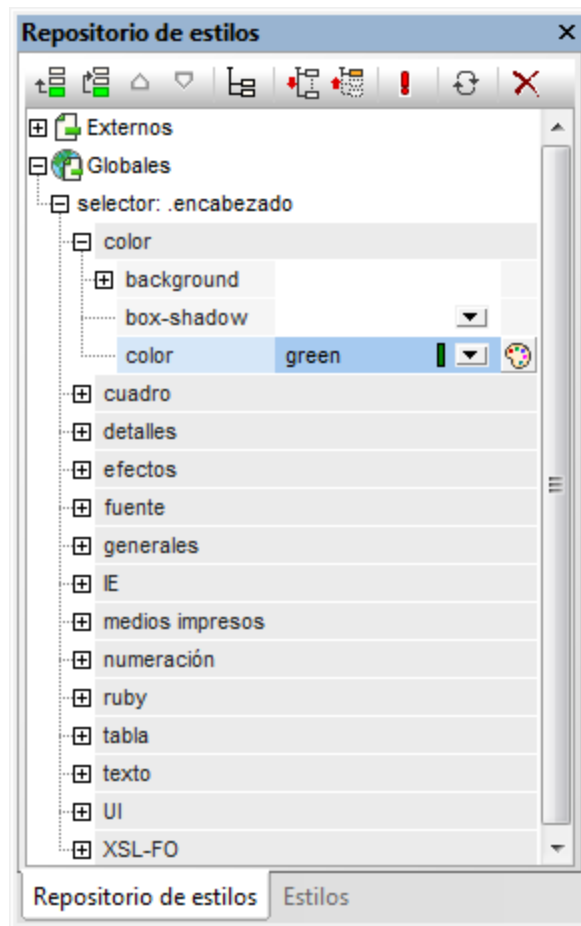 Repositorio de estilos
Externos
Globales
selector: .encabezado
color
background
box-shadow
color green
cuadro
detalles
efectos
fuente
generales
IE
medios impresos
numeración
ruby
tabla
texto
UI
XSL-FO
Repositorio de estilos Estilos